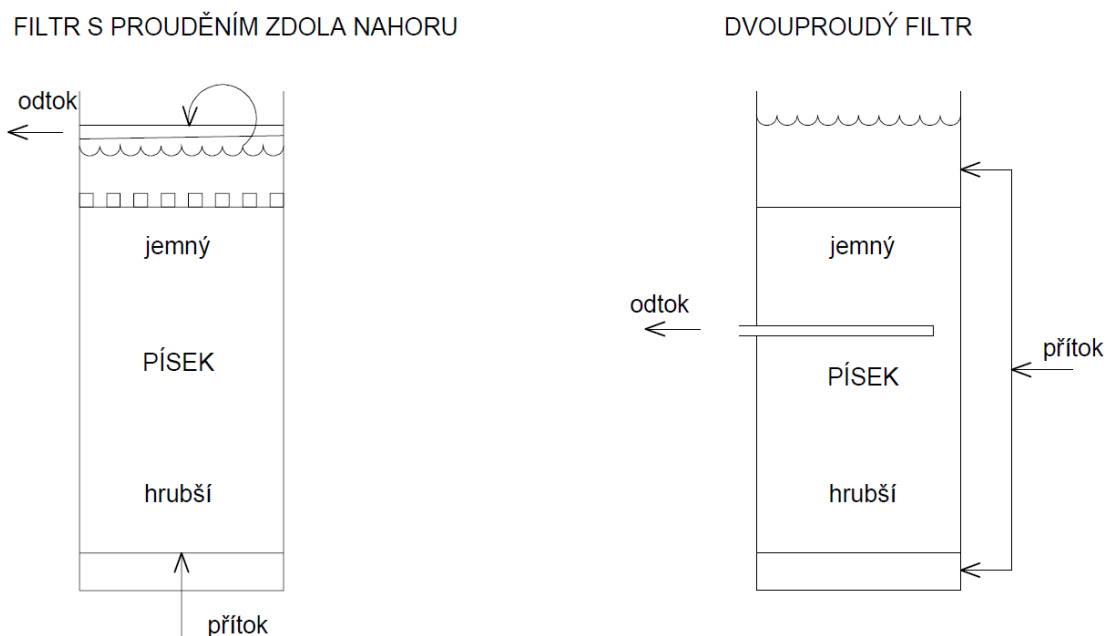 FILTR S PROUDĚNÍM ZDOLA NAHORU
odtok
jemný
PÍSEK
hrubší
přítok
DVOUPROUDÝ FILTR
jemný
odtok
PÍSEK
přítok
hrubší